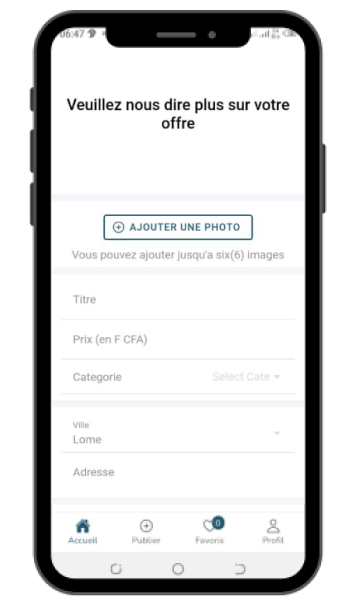 06:47
Veuillez nous dire plus sur votre
offre
AJOUTER UNE PHOTO
Vous pouvez ajouter jusqu'a six(6) images
Titre
Prix (en F CFA)
Categorie Select Cate
Ville
Lome
Adresse
0
Accueil Publier Favoris Profil